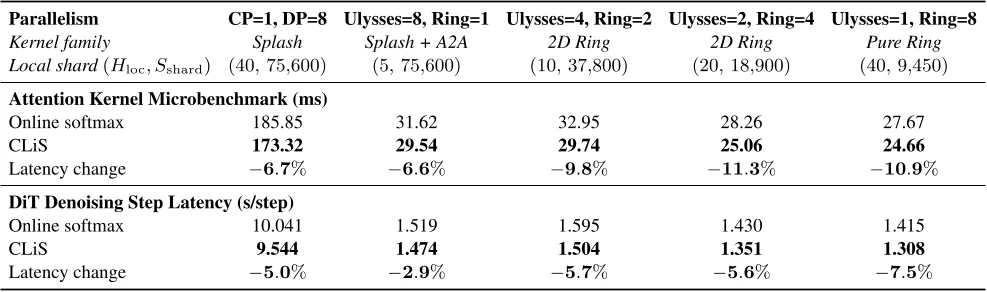 Parallelism CP=1, DP=8 Ulysses=8, Ring=1 Ulysses=4, Ring=2 Ulysses=2, Ring=4 Ulysses=1, Ring=8
Kernel family Splash Splash + A2A 2D Ring 2D Ring Pure Ring
Local shard (H_loc, S_shard) (40, 75,600) (5, 75,600) (10, 37,800) (20, 18,900) (40, 9,450)
Attention Kernel Microbenchmark (ms)
Online softmax 185.85 31.62 32.95 28.26 27.67
CLiS 173.32 29.54 29.74 25.06 24.66
Latency change −6.7% −6.6% −9.8% −11.3% −10.9%
DiT Denoising Step Latency (s/step)
Online softmax 10.041 1.519 1.595 1.430 1.415
CLiS 9.544 1.474 1.504 1.351 1.308
Latency change −5.0% −2.9% −5.7% −5.6% −7.5%